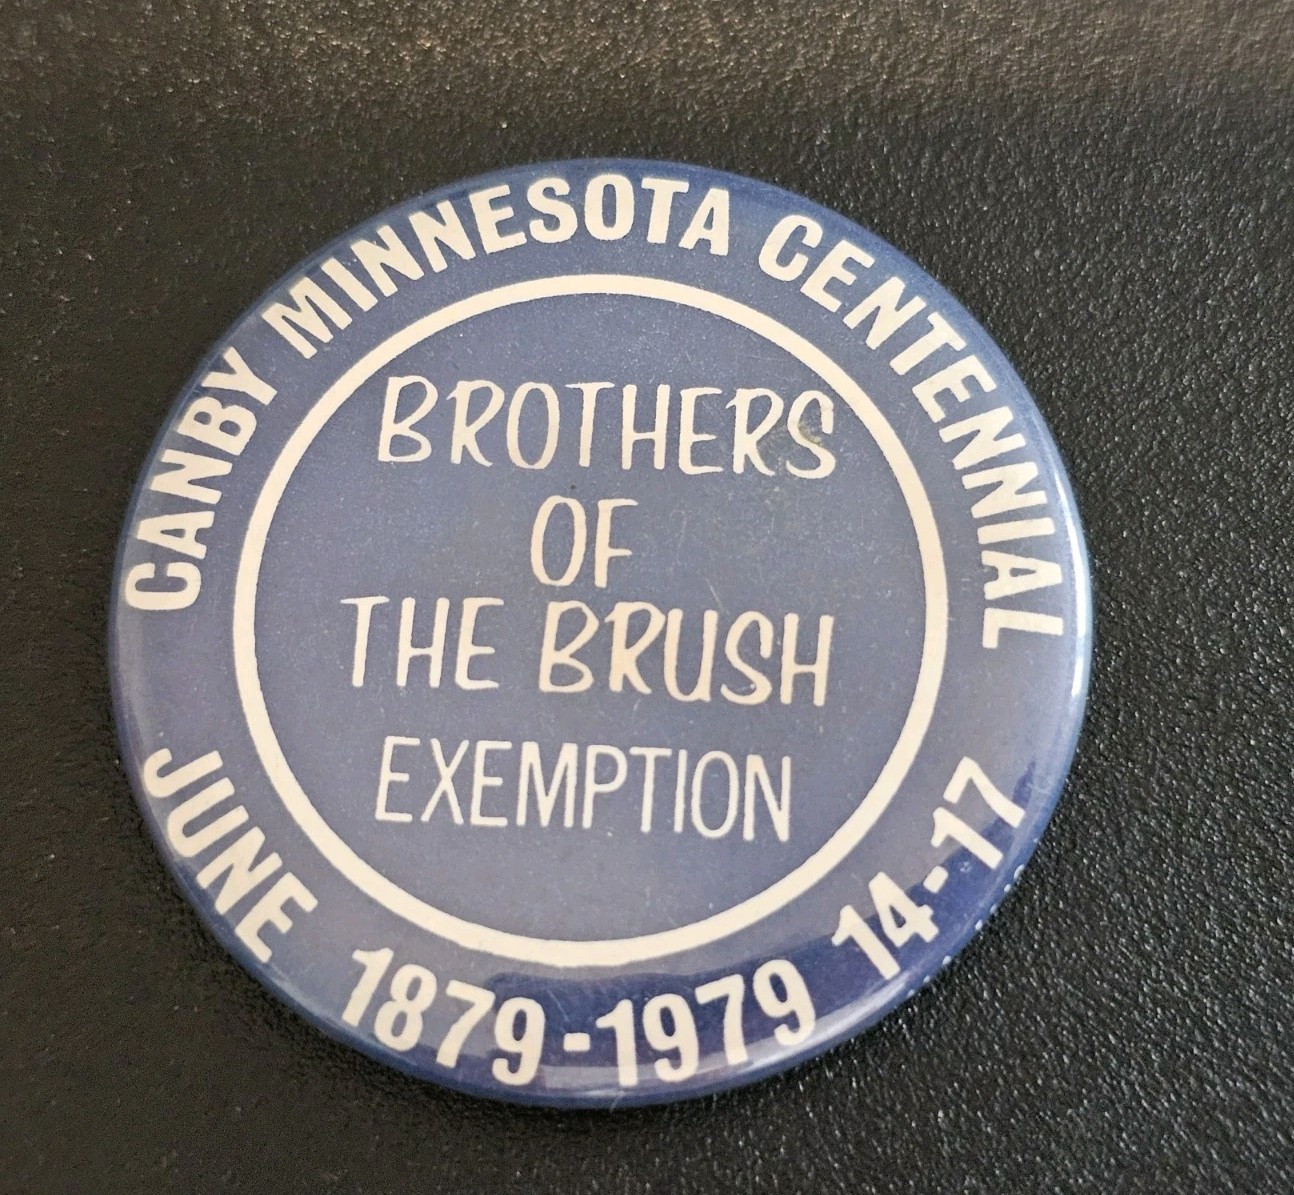 CANBY MINNESOTA CENTENNIAL
BROTHERS
OF
THE BRUSH
EXEMPTION
JUNE 1879-1979 14-17